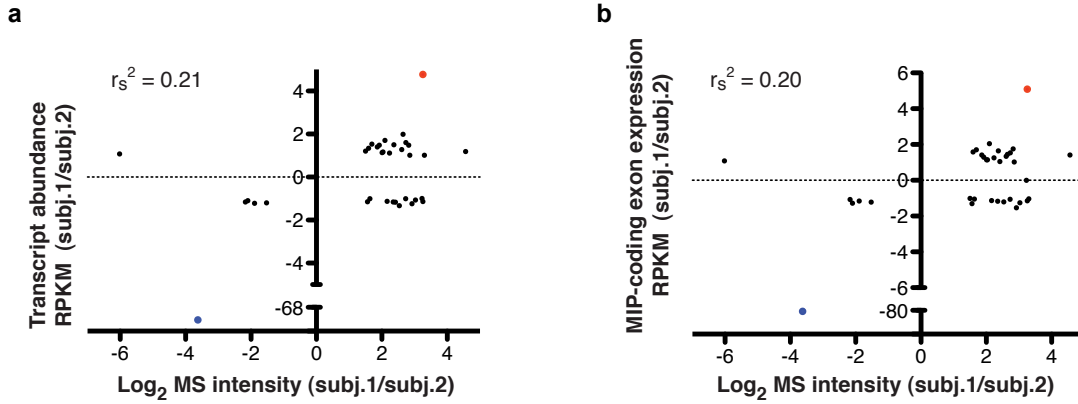 a
Transcript abundance
RPKM (subj.1/subj.2)
r_s² = 0.21
4
2
0
-2
-4
-68
-6
-4
-2
0
2
4
Log₂ MS intensity (subj.1/subj.2)
b
MIP-coding exon expression
RPKM (subj.1/subj.2)
r_s² = 0.20
6
4
2
0
-2
-4
-6
-80
-6
-4
-2
0
2
4
Log₂ MS intensity (subj.1/subj.2)